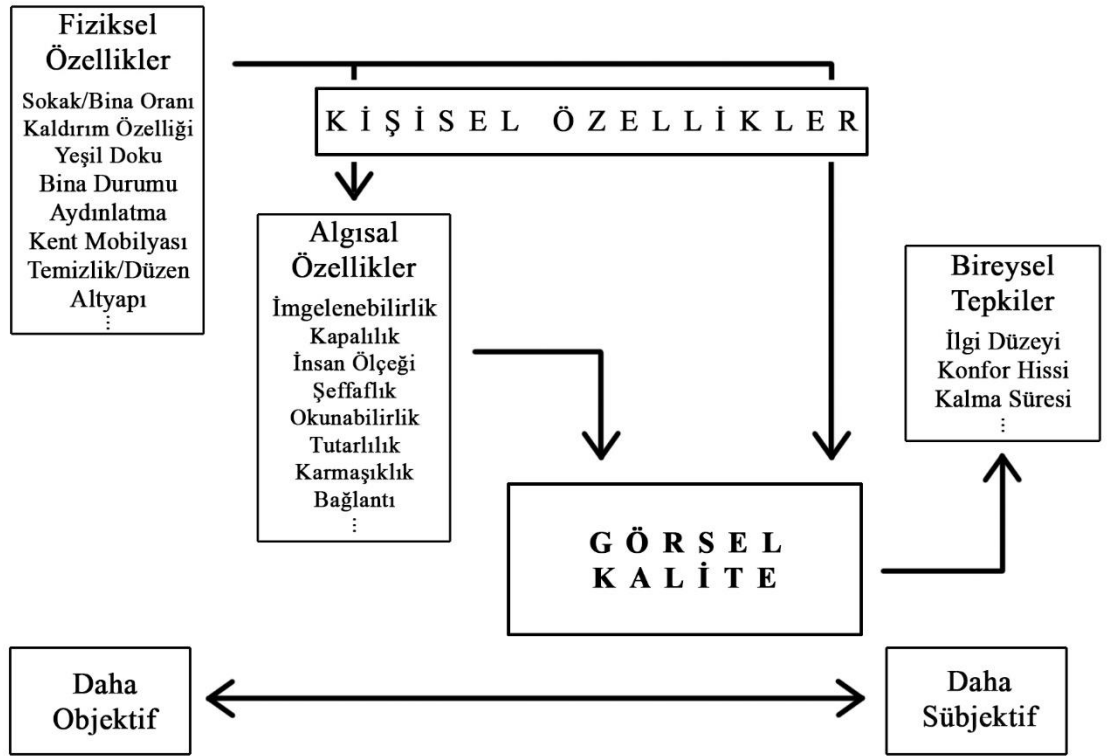 Fiziksel
Özellikler
Sokak/Bina Oranı
Kaldırım Özelliği
Yeşil Doku
Bina Durumu
Aydınlatma
Kent Mobilyası
Temizlik/Düzen
Altyapı
⋮
KİŞİSEL ÖZELLİKLER
Algısal
Özellikler
İmgelenebilirlik
Kapalılık
İnsan Ölçeği
Şeffaflık
Okunabilirlik
Tutarlılık
Karmaşıklık
Bağlantı
⋮
Bireysel
Tepkiler
İlgi Düzeyi
Konfor Hissi
Kalma Süresi
⋮
GÖRSEL
KALİTE
Daha
Objektif
Daha
Sübjektif